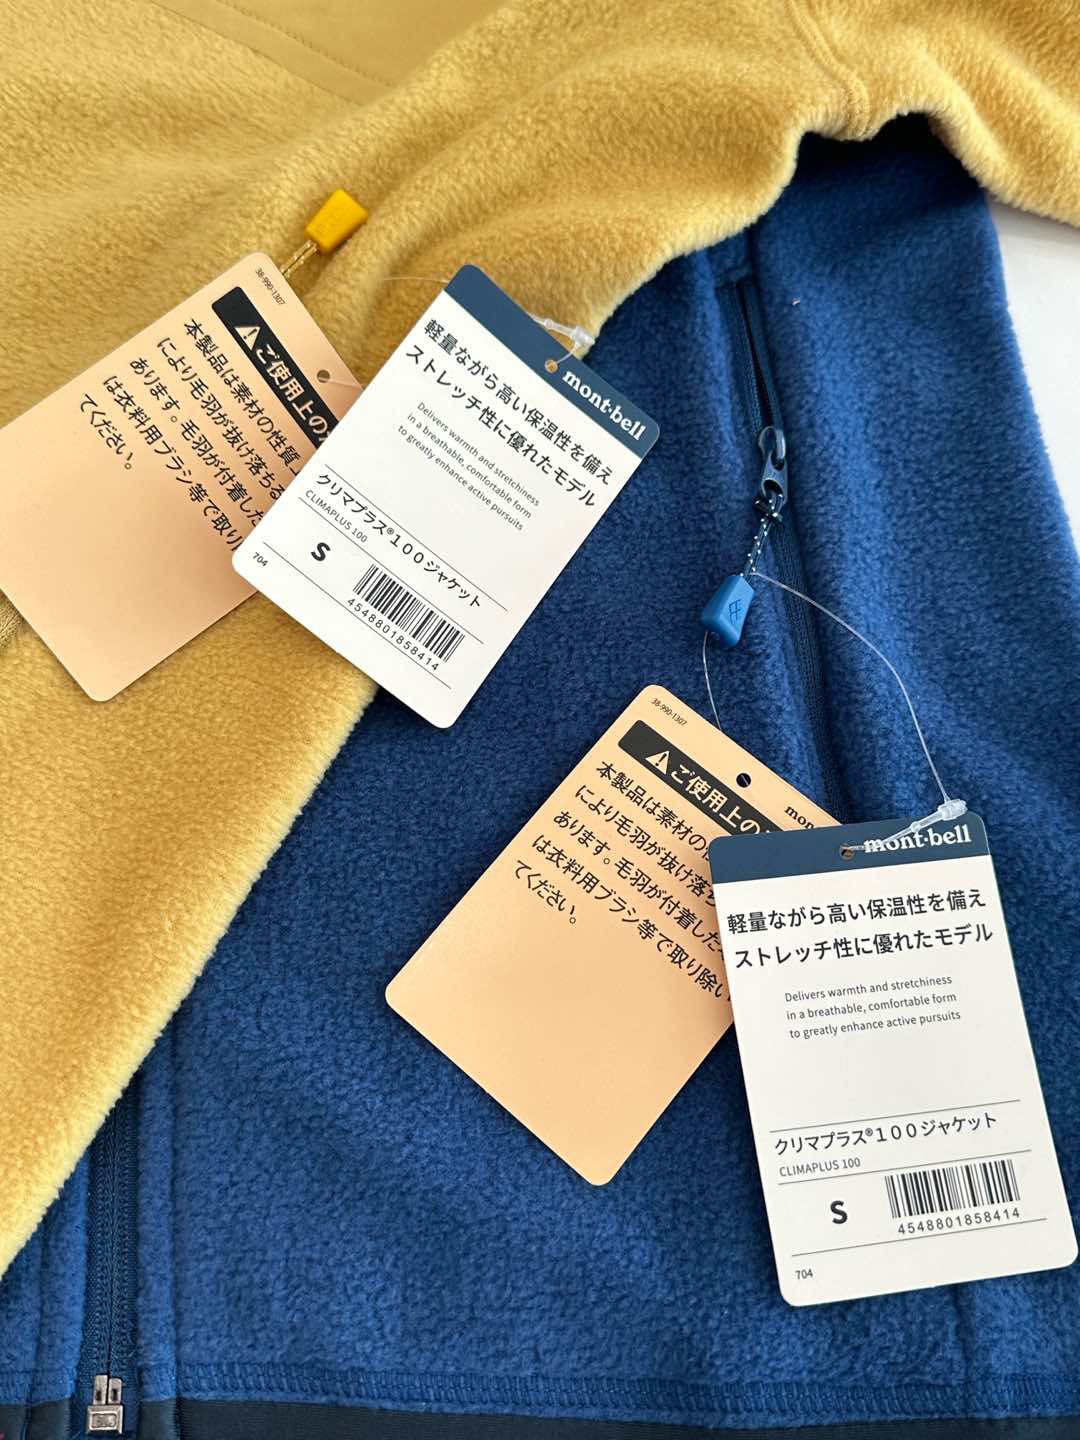 38-990-1307
ご使用上の
本製品は素材の性質
により毛羽が抜け落ちる
あります。毛羽が付着した
は衣料用ブラシ等で取り
てください。
mont-bell
軽量ながら高い保温性を備え
ストレッチ性に優れたモデル
Delivers warmth and stretchiness
in a breathable, comfortable form
to greatly enhance active pursuits
クリマプラス®100ジャケット
CLIMAPLUS 100
S
4548801858414
704
38-990-1307
ご使用上の
mon
本製品は素材の
により毛羽が抜け落ち
あります。毛羽が付着した
は衣料用ブラシ等で取り除い
てください。
mont-bell
軽量ながら高い保温性を備え
ストレッチ性に優れたモデル
Delivers warmth and stretchiness
in a breathable, comfortable form
to greatly enhance active pursuits
クリマプラス®100ジャケット
CLIMAPLUS 100
S
4548801858414
704